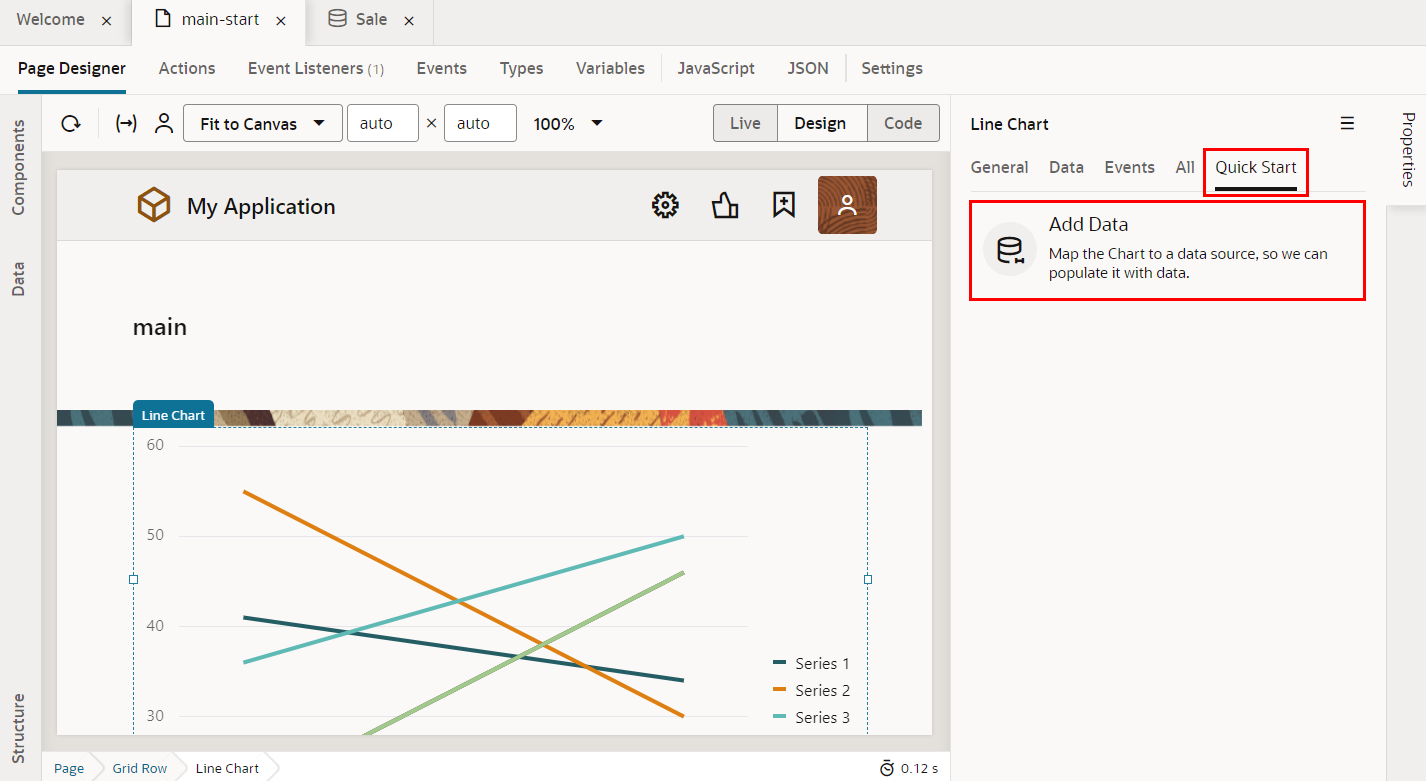 Welcome
main-start
Sale
Page Designer
Actions
Event Listeners (1)
Events
Types
Variables
JavaScript
JSON
Settings
Components
Data
Structure
Fit to Canvas
auto
×
auto
100%
Live
Design
Code
My Application
main
Line Chart
60
50
40
30
Series 1
Series 2
Series 3
Page
Grid Row
Line Chart
0.12 s
Line Chart
General
Data
Events
All
Quick Start
Add Data
Map the Chart to a data source, so we can
populate it with data.
Properties